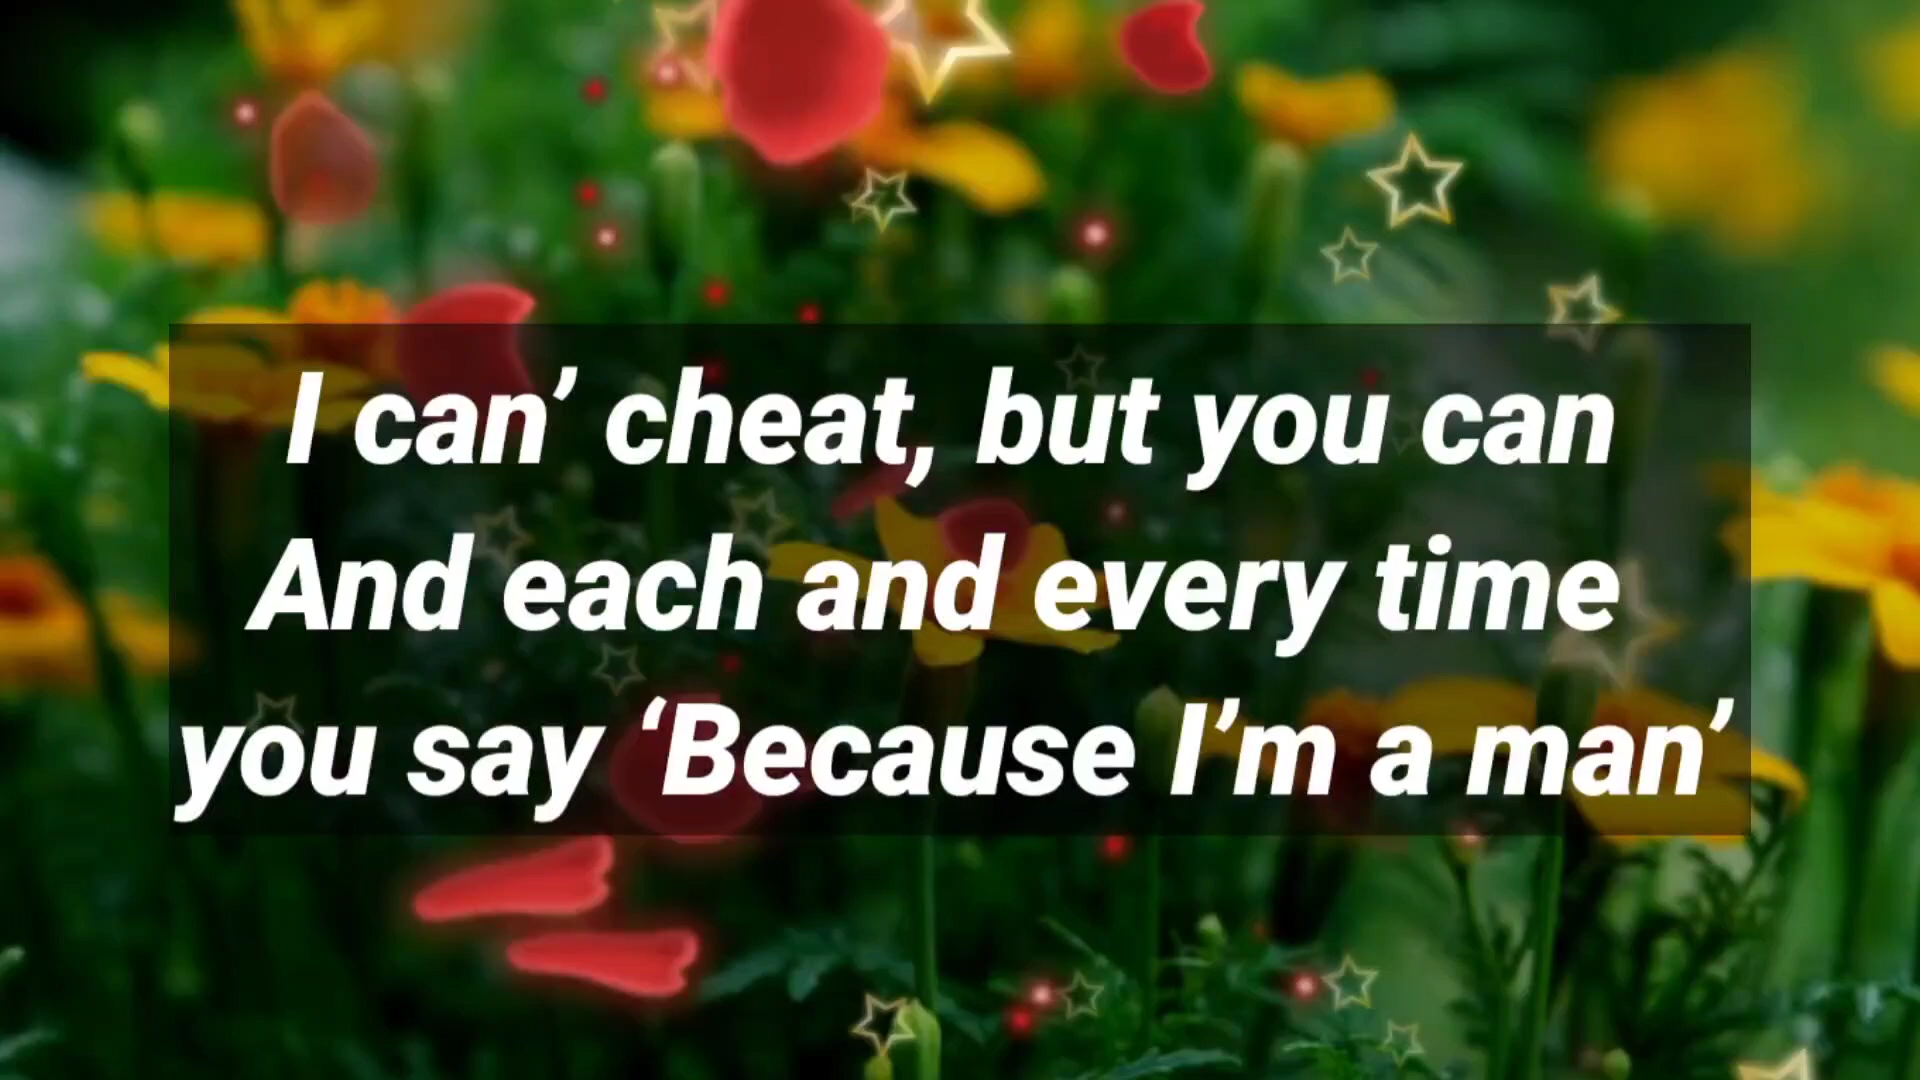 I can’ cheat, but you can
And each and every time
you say ‘Because I’m a man’